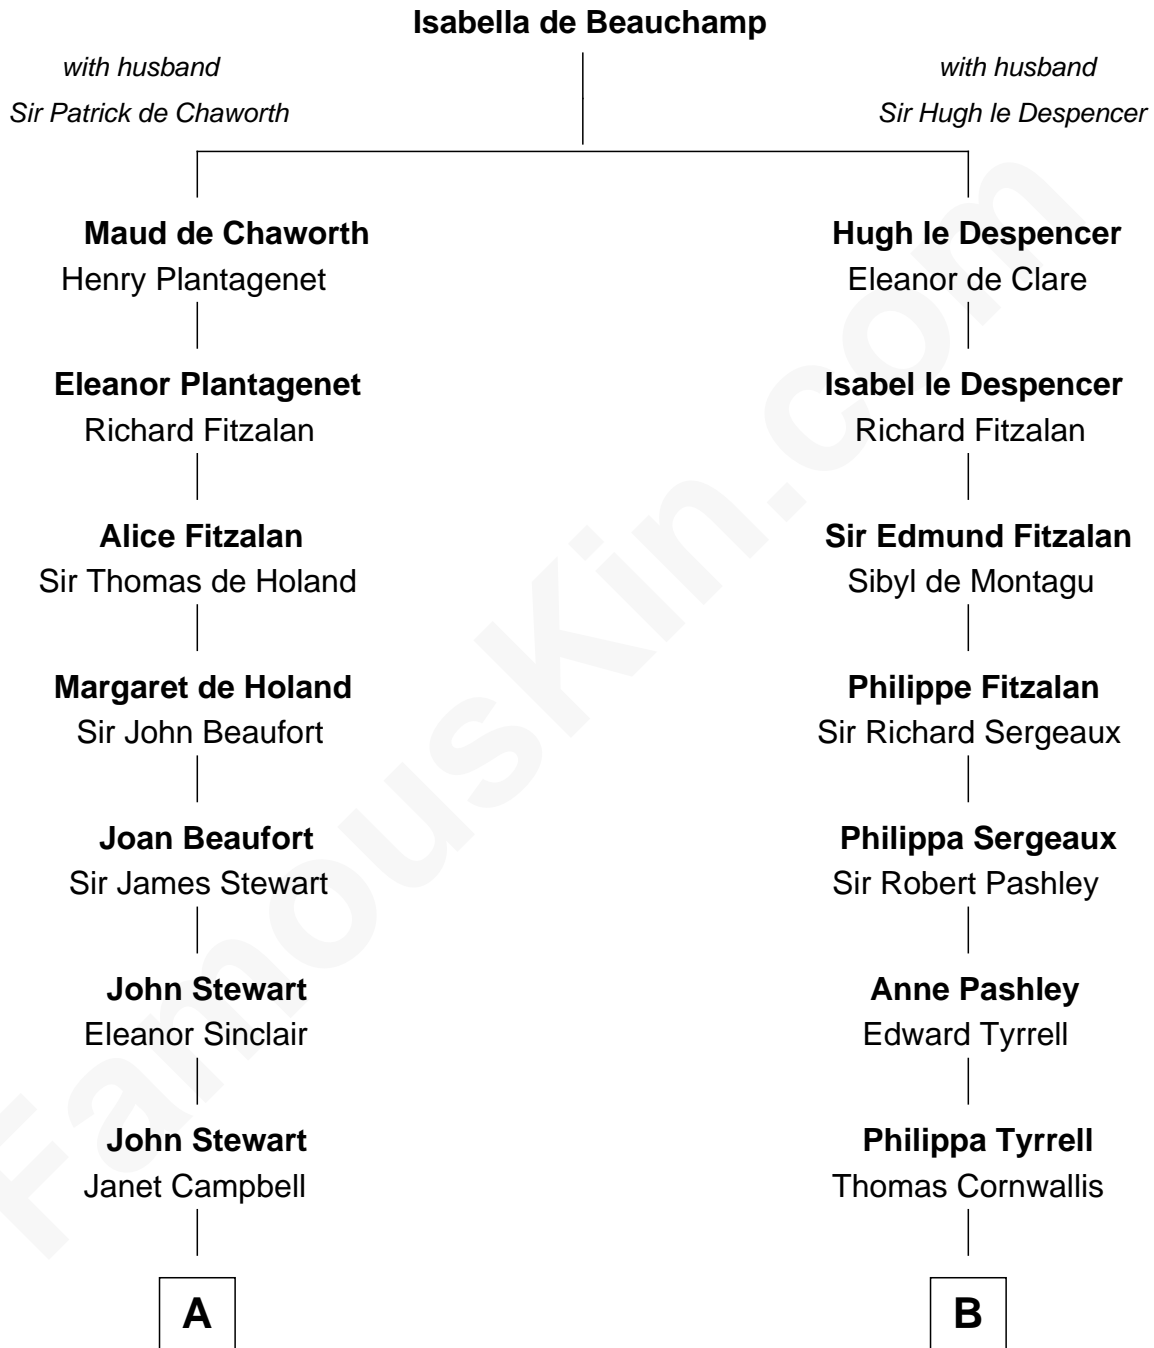 Isabella de Beauchamp
with husband
Sir Patrick de Chaworth
with husband
Sir Hugh le Despencer
Maud de Chaworth
Henry Plantagenet
Eleanor Plantagenet
Richard Fitzalan
Alice Fitzalan
Sir Thomas de Holand
Margaret de Holand
Sir John Beaufort
Joan Beaufort
Sir James Stewart
John Stewart
Eleanor Sinclair
John Stewart
Janet Campbell
A
Hugh le Despencer
Eleanor de Clare
Isabel le Despencer
Richard Fitzalan
Sir Edmund Fitzalan
Sibyl de Montagu
Philippe Fitzalan
Sir Richard Sergeaux
Philippa Sergeaux
Sir Robert Pashley
Anne Pashley
Edward Tyrrell
Philippa Tyrrell
Thomas Cornwallis
B
FamousKin.com